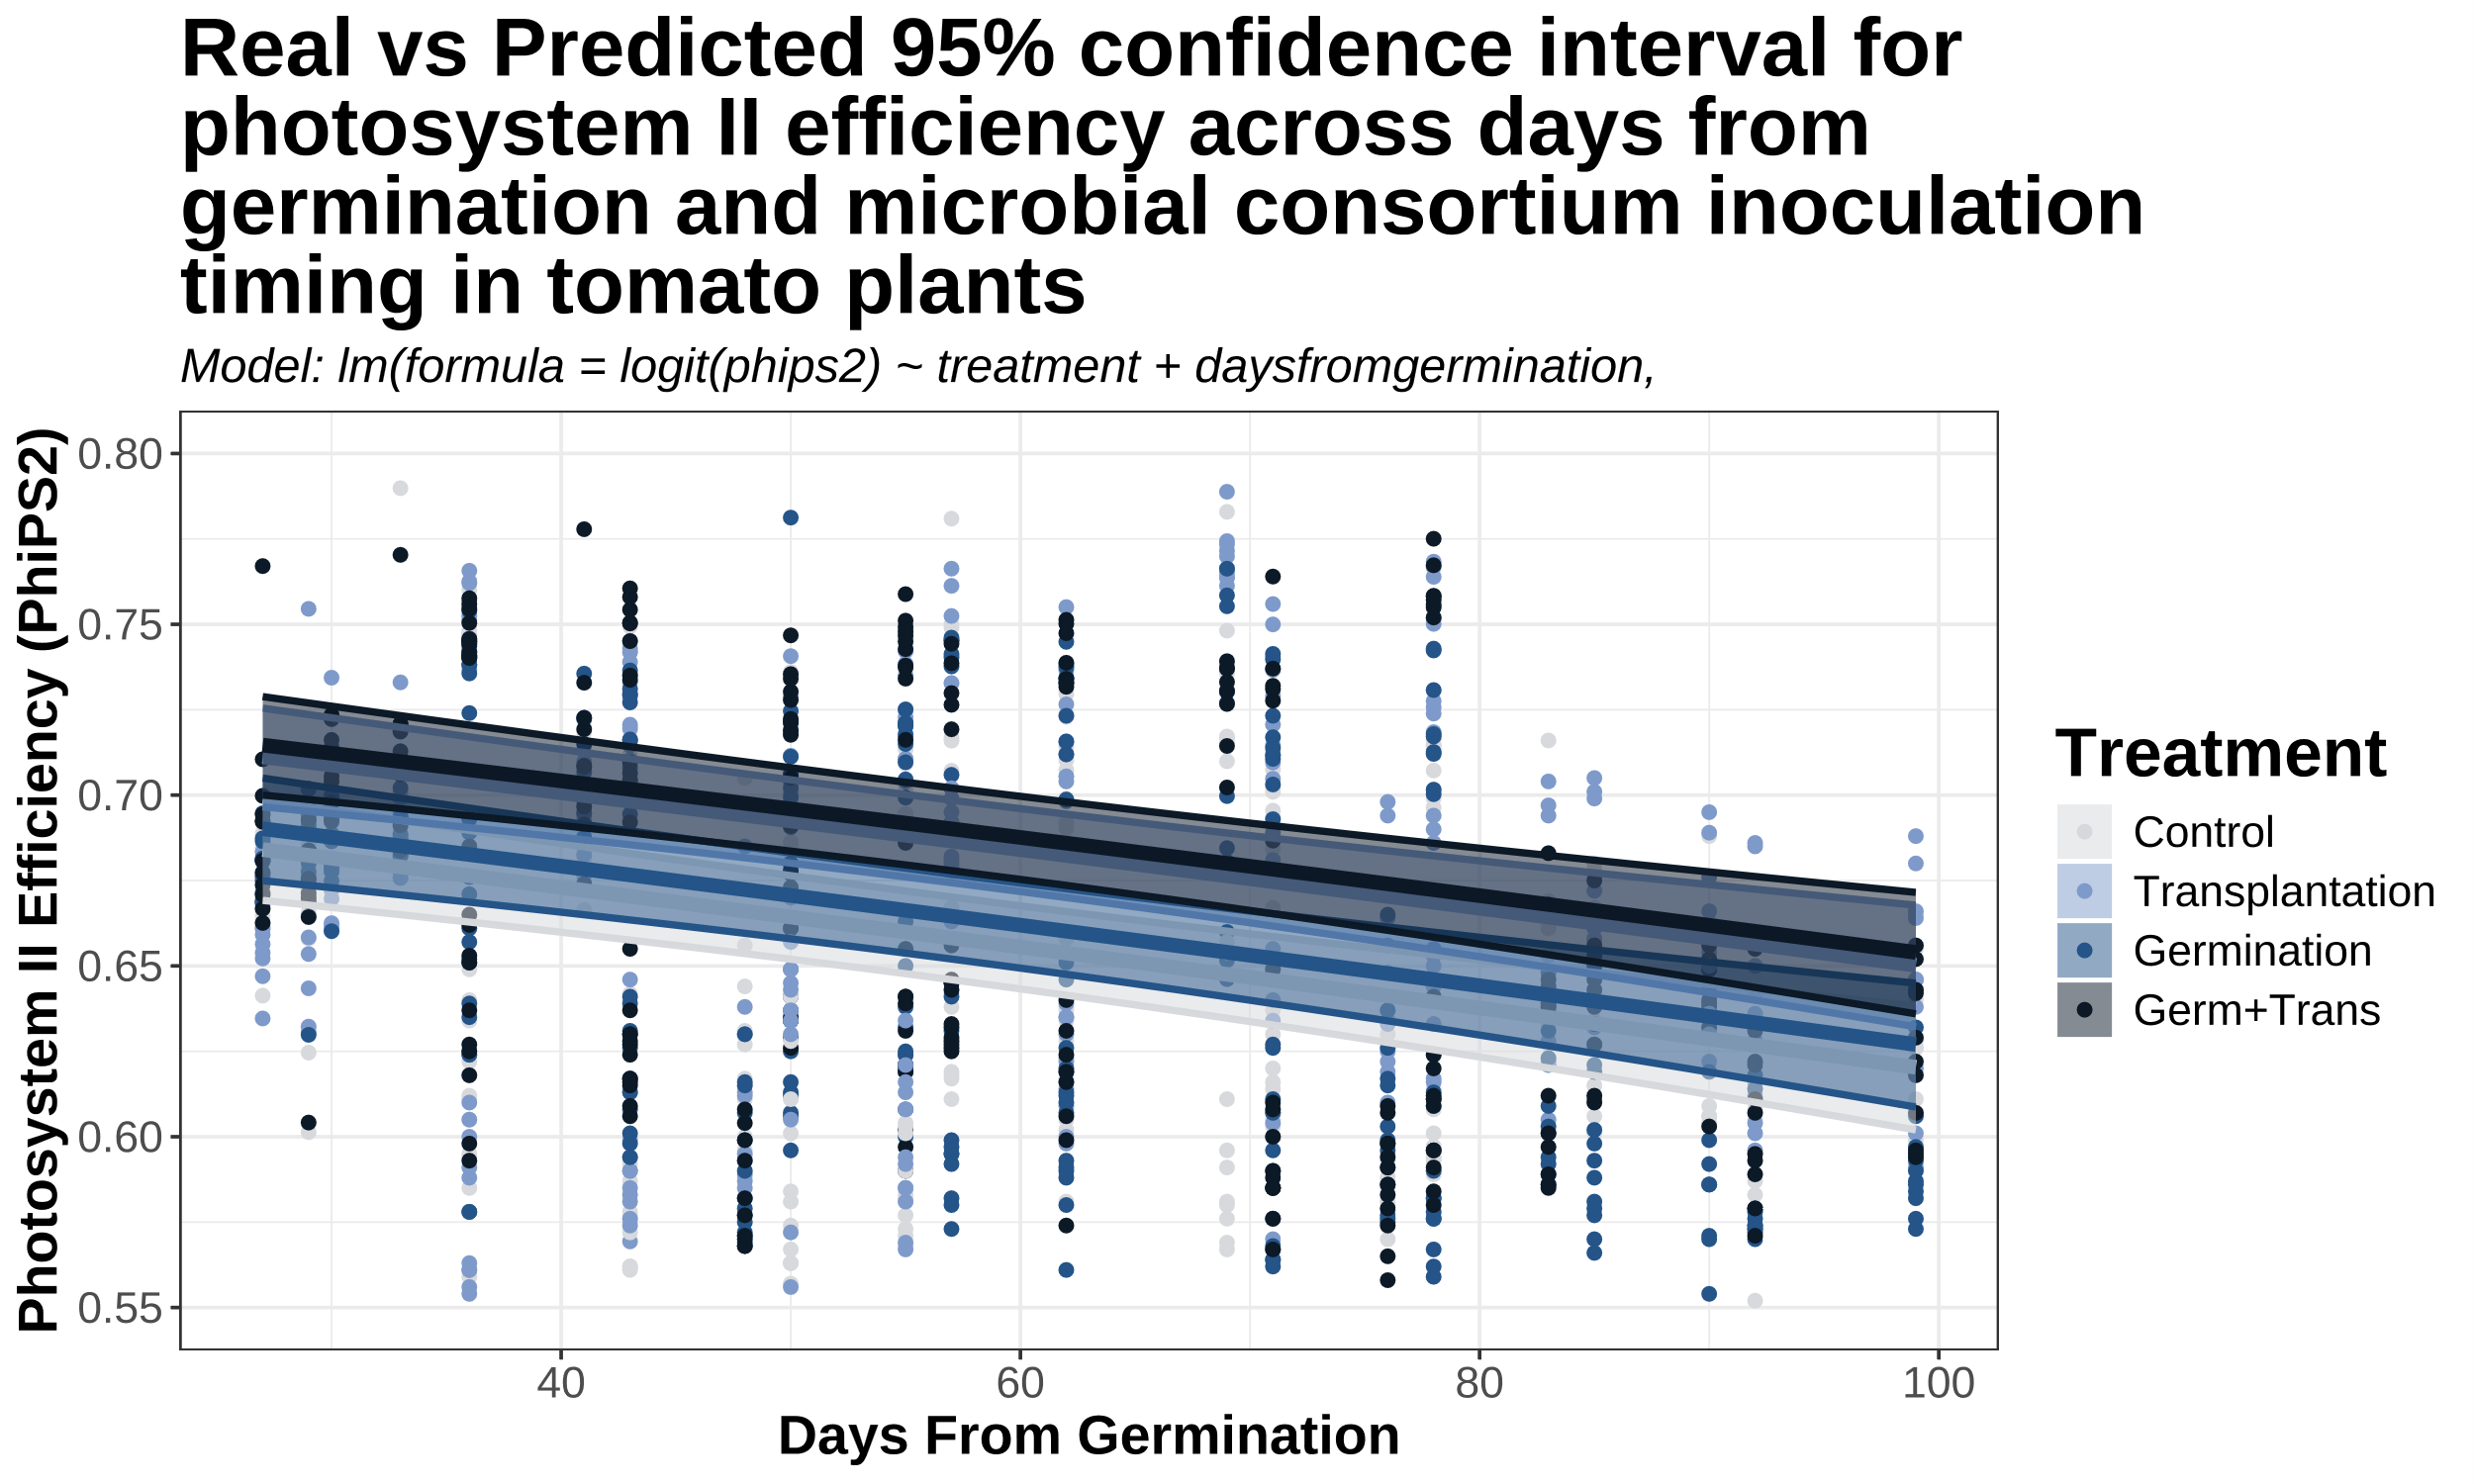 Real vs Predicted 95% confidence interval for
photosystem II efficiency across days from
germination and microbial consortium inoculation
timing in tomato plants
Model: lm(formula = logit(phips2) ~ treatment + daysfromgermination,
Photosystem II Efficiency (PhiPS2)
0.80
0.75
0.70
0.65
0.60
0.55
40
60
80
100
Days From Germination
Treatment
Control
Transplantation
Germination
Germ+Trans